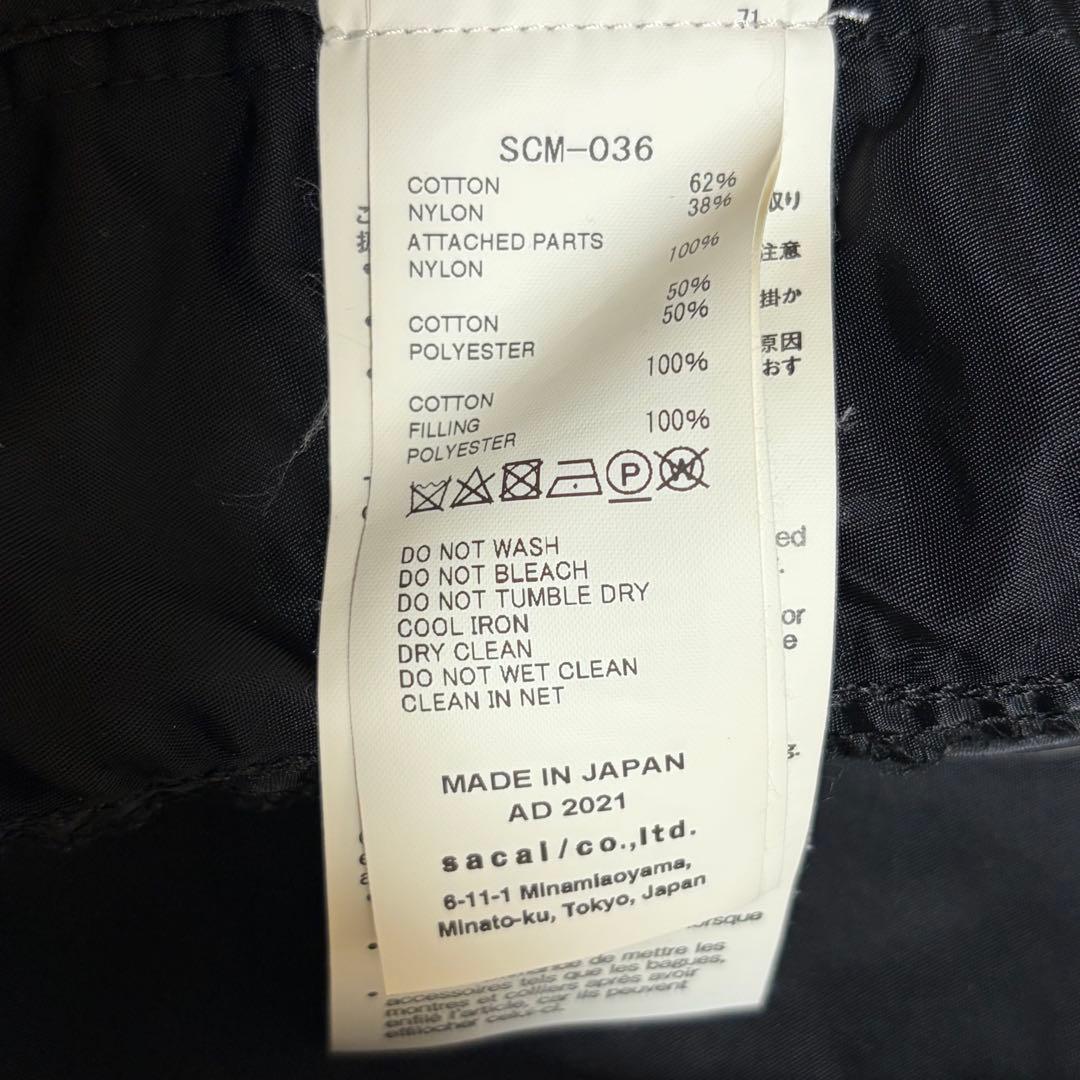 71
SCM-036
COTTON 62%
NYLON 38%
ATTACHED PARTS
NYLON 100%
COTTON 50%
POLYESTER 50%
COTTON 100%
FILLING
POLYESTER 100%
P W
DO NOT WASH
DO NOT BLEACH
DO NOT TUMBLE DRY
COOL IRON
DRY CLEAN
DO NOT WET CLEAN
CLEAN IN NET
MADE IN JAPAN
AD 2021
sacai/co.,ltd.
6-11-1 Minamiaoyama,
Minato-ku, Tokyo, Japan
取り
注意
掛か
原因
おす
ed
or
e
de mettre les
accessoires tels que les bagues,
montres et colliers après avoir
enfilé l'article, car ils peuvent
effilocher celui-ci.